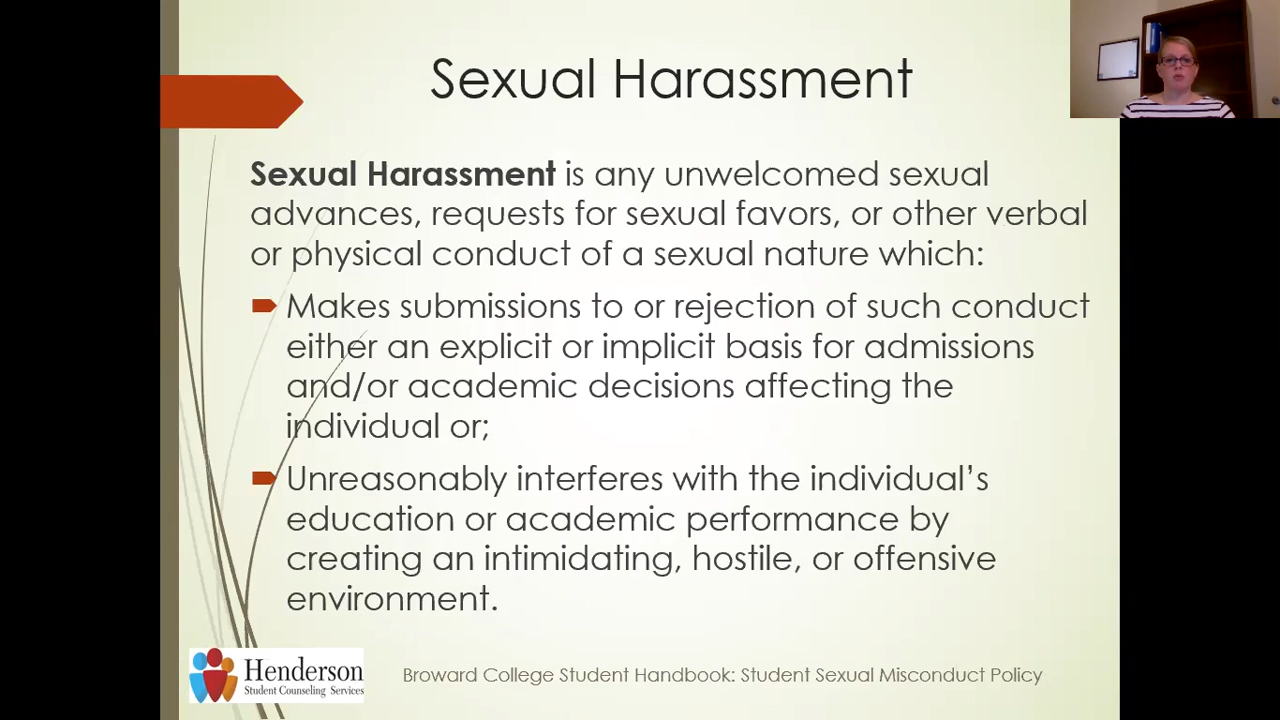 Sexual Harassment
Sexual Harassment is any unwelcomed sexual
advances, requests for sexual favors, or other verbal
or physical conduct of a sexual nature which:
Makes submissions to or rejection of such conduct
either an explicit or implicit basis for admissions
and/or academic decisions affecting the
individual or;
Unreasonably interferes with the individual’s
education or academic performance by
creating an intimidating, hostile, or offensive
environment.
Henderson
Student Counseling Services
Broward College Student Handbook: Student Sexual Misconduct Policy